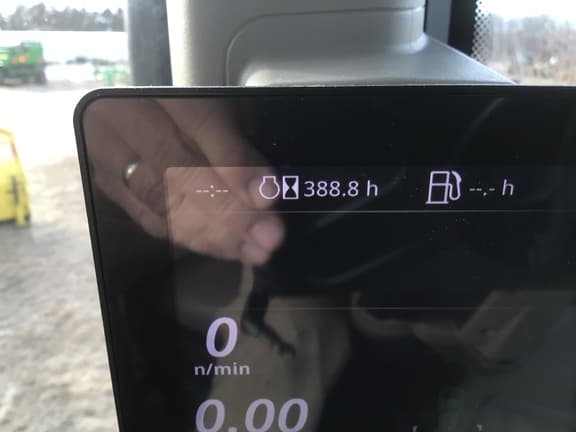 --:-- 388.8 h --.- h
0
n/min
0.00